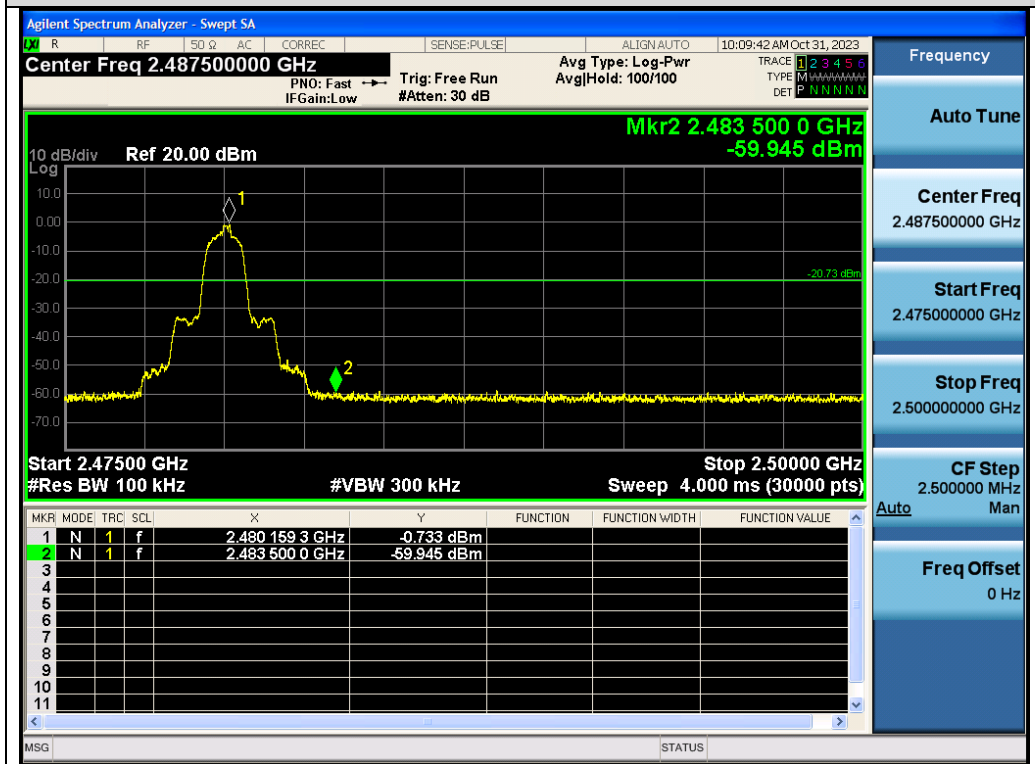 Agilent Spectrum Analyzer - Swept SA
LXI R RF 50 Ω AC CORREC SENSE:PULSE ALIGN AUTO 10:09:42 AM Oct 31, 2023
Center Freq 2.487500000 GHz
PNO: Fast
IFGain:Low
Trig: Free Run
#Atten: 30 dB
Avg Type: Log-Pwr
Avg|Hold: 100/100
TRACE 1 2 3 4 5 6
TYPE M
DET P N N N N N
Mkr2 2.483 500 0 GHz
-59.945 dBm
10 dB/div Ref 20.00 dBm
Log
10.0
0.00
-10.0
-20.0
-30.0
-40.0
-50.0
-60.0
-70.0
1
-20.73 dBm
2
Start 2.47500 GHz Stop 2.50000 GHz
#Res BW 100 kHz #VBW 300 kHz Sweep 4.000 ms (30000 pts)
MKR MODE TRC SCL X Y FUNCTION FUNCTION WIDTH FUNCTION VALUE
1 N 1 f 2.480 159 3 GHz -0.733 dBm
2 N 1 f 2.483 500 0 GHz -59.945 dBm
3
4
5
6
7
8
9
10
11
MSG STATUS
Frequency
Auto Tune
Center Freq
2.487500000 GHz
Start Freq
2.475000000 GHz
Stop Freq
2.500000000 GHz
CF Step
2.500000 MHz
Auto Man
Freq Offset
0 Hz